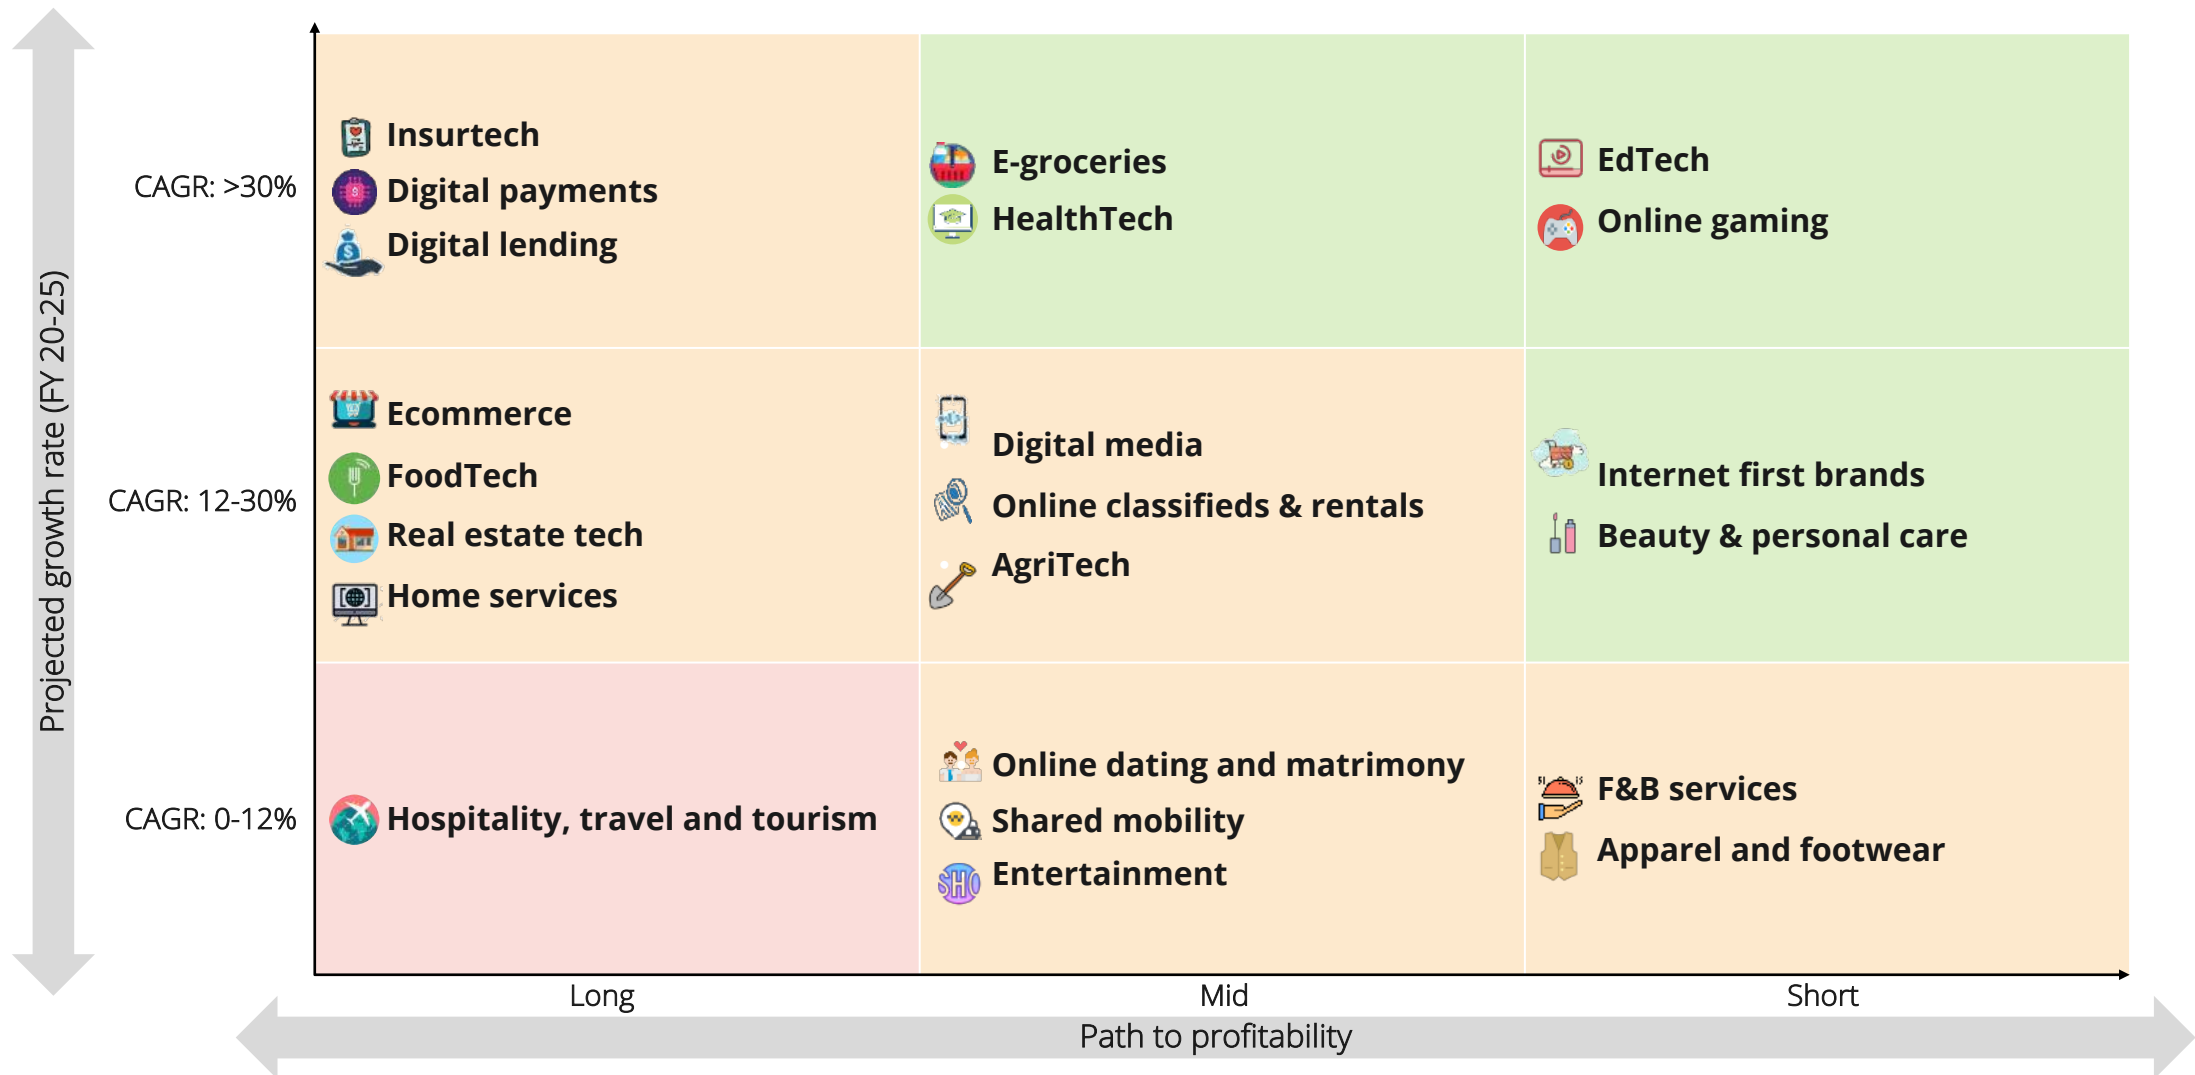 Projected growth rate (FY 20-25)
CAGR: >30%
Insurtech
Digital payments
Digital lending
E-groceries
HealthTech
EdTech
Online gaming
CAGR: 12-30%
Ecommerce
FoodTech
Real estate tech
Home services
Digital media
Online classifieds & rentals
AgriTech
Internet first brands
Beauty & personal care
CAGR: 0-12%
Hospitality, travel and tourism
Online dating and matrimony
Shared mobility
SHO
Entertainment
F&B services
Apparel and footwear
Long
Mid
Short
Path to profitability